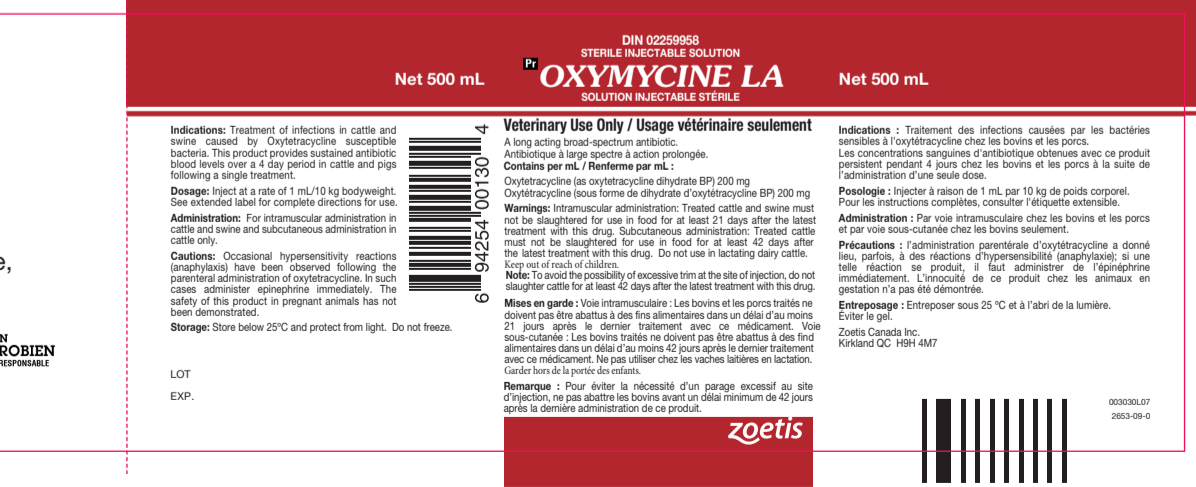 e,
N
ROBIEN
RESPONSABLE
Net 500 mL
Indications: Treatment of infections in cattle and
swine caused by Oxytetracycline susceptible
bacteria. This product provides sustained antibiotic
blood levels over a 4 day period in cattle and pigs
following a single treatment.
Dosage: Inject at a rate of 1 mL/10 kg bodyweight.
See extended label for complete directions for use.
Administration: For intramuscular administration in
cattle and swine and subcutaneous administration in
cattle only.
Cautions: Occasional hypersensitivity reactions
(anaphylaxis) have been observed following the
parenteral administration of oxytetracycline. In such
cases administer epinephrine immediately. The
safety of this product in pregnant animals has not
been demonstrated.
Storage: Store below 25ºC and protect from light. Do not freeze.
LOT
EXP.
6 94254 00130 4
DIN 02259958
STERILE INJECTABLE SOLUTION
Pr OXYMYCINE LA
SOLUTION INJECTABLE STÉRILE
Veterinary Use Only / Usage vétérinaire seulement
A long acting broad-spectrum antibiotic.
Antibiotique à large spectre à action prolongée.
Contains per mL / Renferme par mL :
Oxytetracycline (as oxytetracycline dihydrate BP) 200 mg
Oxytétracycline (sous forme de dihydrate d'oxytétracycline BP) 200 mg
Warnings: Intramuscular administration: Treated cattle and swine must
not be slaughtered for use in food for at least 21 days after the latest
treatment with this drug. Subcutaneous administration: Treated cattle
must not be slaughtered for use in food for at least 42 days after
the latest treatment with this drug. Do not use in lactating dairy cattle.
Keep out of reach of children.
Note: To avoid the possibility of excessive trim at the site of injection, do not
slaughter cattle for at least 42 days after the latest treatment with this drug.
Mises en garde : Voie intramusculaire : Les bovins et les porcs traités ne
doivent pas être abattus à des fins alimentaires dans un délai d'au moins
21 jours après le dernier traitement avec ce médicament. Voie
sous-cutanée : Les bovins traités ne doivent pas être abattus à des find
alimentaires dans un délai d'au moins 42 jours après le dernier traitement
avec ce médicament. Ne pas utiliser chez les vaches laitières en lactation.
Garder hors de la portée des enfants.
Remarque : Pour éviter la nécessité d'un parage excessif au site
d'injection, ne pas abattre les bovins avant un délai minimum de 42 jours
après la dernière administration de ce produit.
zoetis
Net 500 mL
Indications : Traitement des infections causées par les bactéries
sensibles à l'oxytétracycline chez les bovins et les porcs.
Les concentrations sanguines d'antibiotique obtenues avec ce produit
persistent pendant 4 jours chez les bovins et les porcs à la suite de
l'administration d'une seule dose.
Posologie : Injecter à raison de 1 mL par 10 kg de poids corporel.
Pour les instructions complètes, consulter l'étiquette extensible.
Administration : Par voie intramusculaire chez les bovins et les porcs
et par voie sous-cutanée chez les bovins seulement.
Précautions : l'administration parentérale d'oxytétracycline a donné
lieu, parfois, à des réactions d'hypersensibilité (anaphylaxie); si une
telle réaction se produit, il faut administrer de l'épinéphrine
immédiatement. L'innocuité de ce produit chez les animaux en
gestation n'a pas été démontrée.
Entreposage : Entreposer sous 25 ºC et à l'abri de la lumière.
Éviter le gel.
Zoetis Canada Inc.
Kirkland QC H9H 4M7
003030L07
2653-09-0